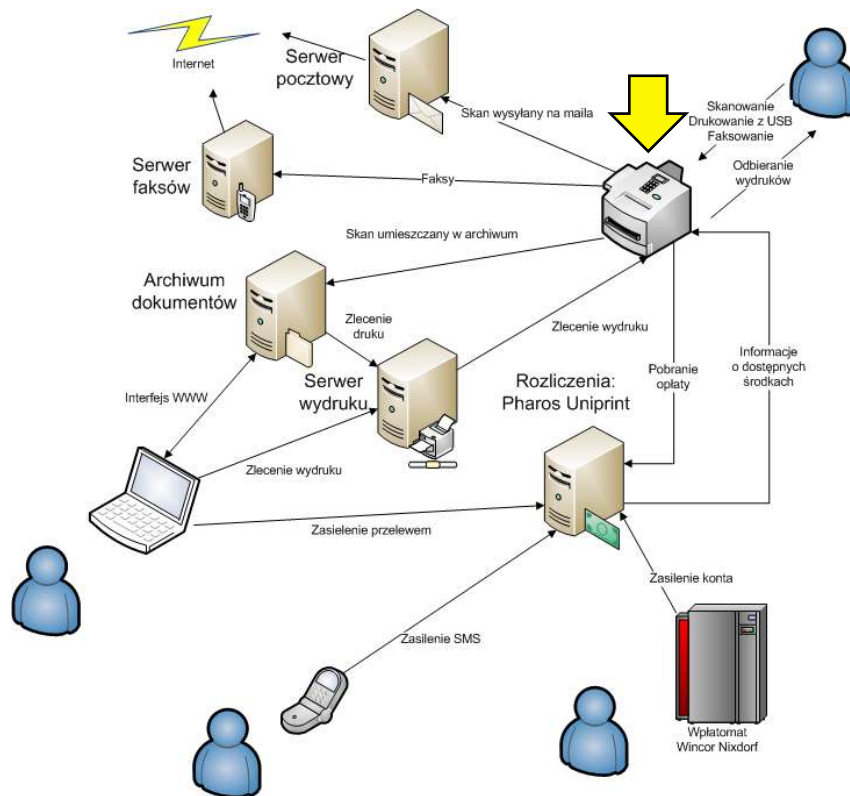 Internet
Serwer
pocztowy
Skan wysyłany na maila
Skanowanie
Drukowanie z USB
Faksowanie
Serwer
faksów
Faksy
Odbieranie
wydruków
Skan umieszczany w archiwum
Archiwum
dokumentów
Zlecenie
druku
Zlecenie wydruku
Serwer
wydruku
Rozliczenia:
Pharos Uniprint
Pobranie
opłaty
Informacje
o dostępnych
środkach
Interfejs WWW
Zlecenie wydruku
Zasielenie przelewem
Zasilenie konta
Zasilenie SMS
Wpłatomat
Wincor Nixdorf